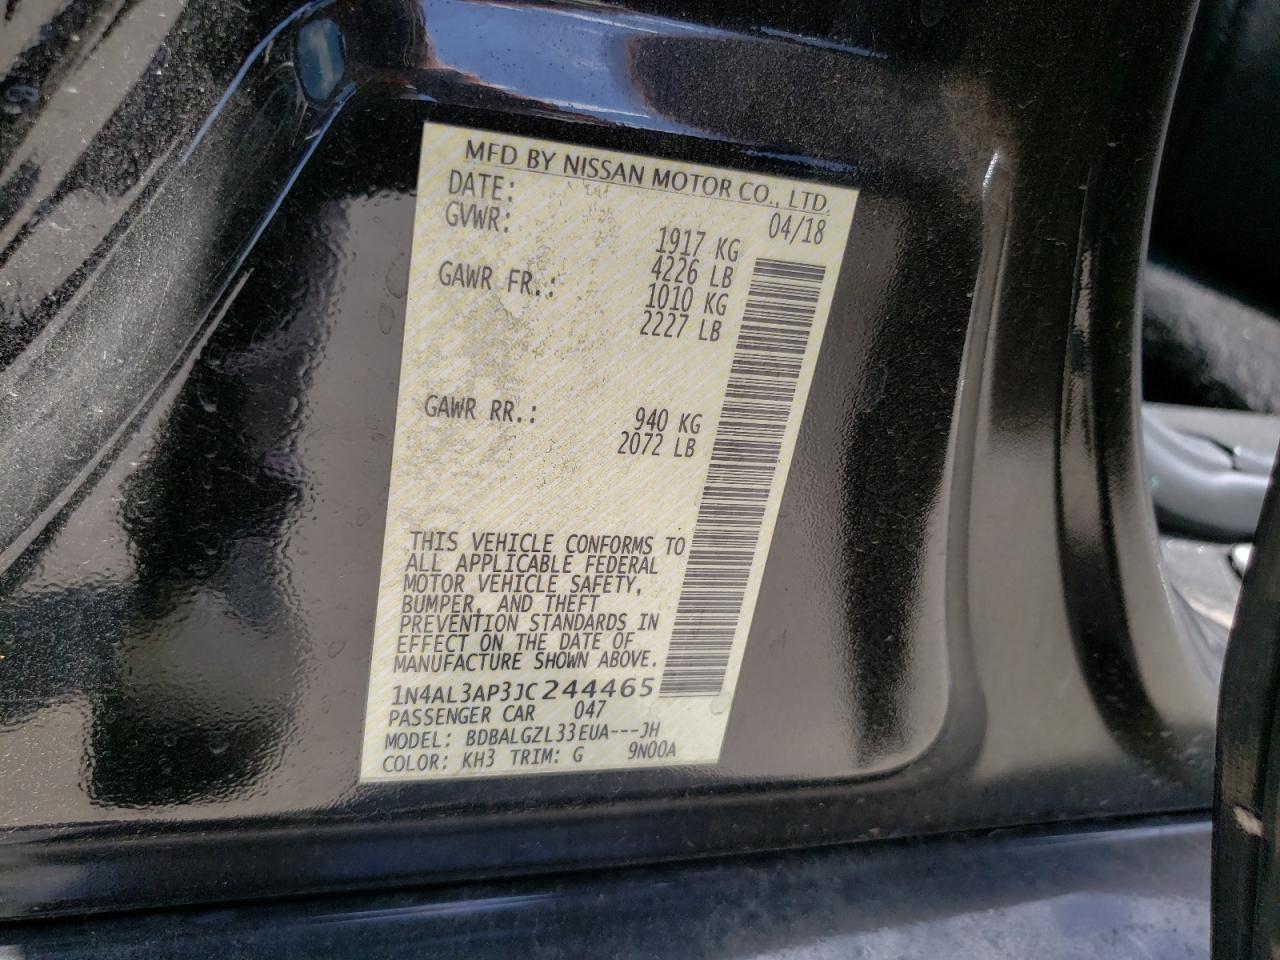 MFD BY NISSAN MOTOR CO., LTD.
DATE: 04/18
GVWR: 1917 KG
4226 LB
GAWR FR.: 1010 KG
2227 LB
GAWR RR.: 940 KG
2072 LB
THIS VEHICLE CONFORMS TO
ALL APPLICABLE FEDERAL
MOTOR VEHICLE SAFETY,
BUMPER, AND THEFT
PREVENTION STANDARDS IN
EFFECT ON THE DATE OF
MANUFACTURE SHOWN ABOVE.
1N4AL3AP3JC244465
PASSENGER CAR 047
MODEL: BDBALGZL33EUA---JH
COLOR: KH3 TRIM: G 9N00A